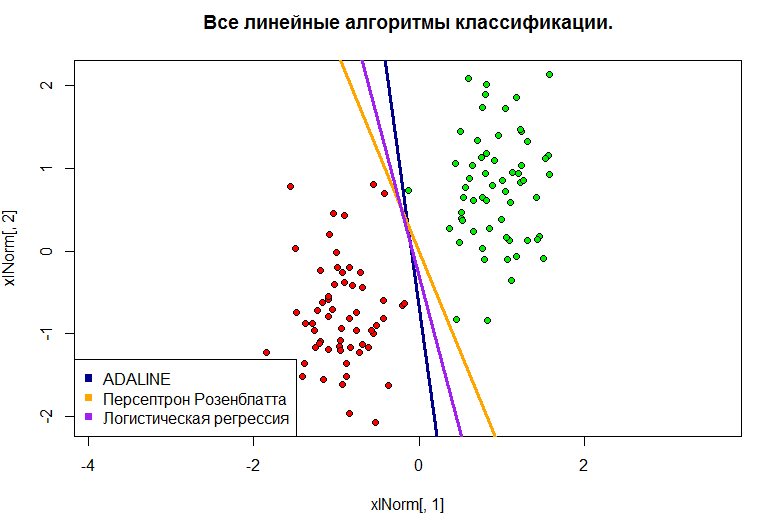 Все линейные алгоритмы классификации.
2
1
0
-1
-2
xlNorm[, 2]
ADALINE
Персептрон Розенблатта
Логистическая регрессия
-4
-2
0
2
xlNorm[, 1]